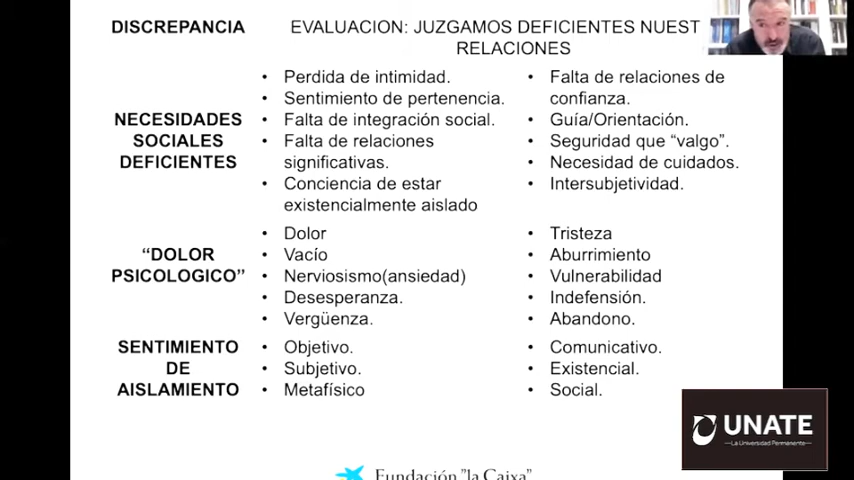 DISCREPANCIA
EVALUACION: JUZGAMOS DEFICIENTES NUEST
RELACIONES
NECESIDADES
SOCIALES
DEFICIENTES
• Perdida de intimidad.
• Sentimiento de pertenencia.
• Falta de integración social.
• Falta de relaciones
significativas.
• Conciencia de estar
existencialmente aislado
• Falta de relaciones de
confianza.
• Guía/Orientación.
• Seguridad que “valgo”.
• Necesidad de cuidados.
• Intersubjetividad.
“DOLOR
PSICOLOGICO”
• Dolor
• Vacío
• Nerviosismo(ansiedad)
• Desesperanza.
• Vergüenza.
• Tristeza
• Aburrimiento
• Vulnerabilidad
• Indefensión.
• Abandono.
SENTIMIENTO
DE
AISLAMIENTO
• Objetivo.
• Subjetivo.
• Metafísico
• Comunicativo.
• Existencial.
• Social.
UNATE
La Universidad Permanente
Fundación "la Caixa"